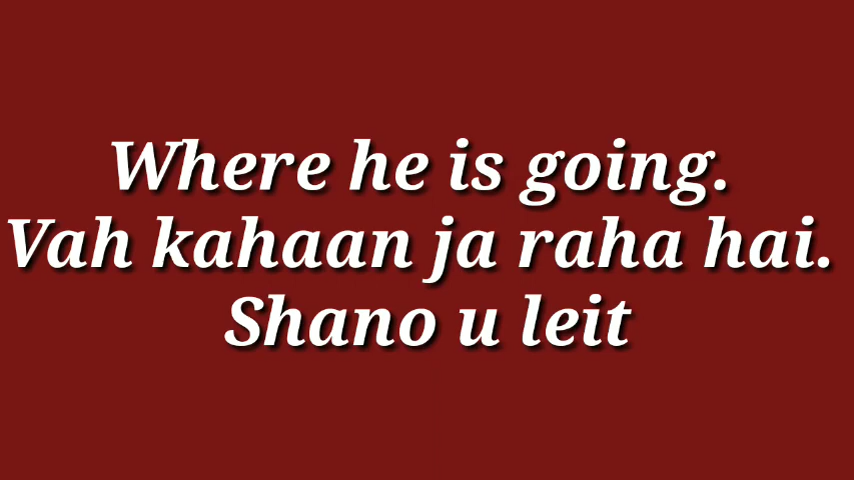 Where he is going.
Vah kahaan ja raha hai.
Shano u leit